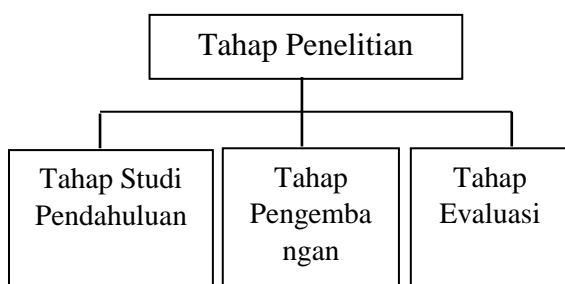 Tahap Penelitian
Tahap Studi
Pendahuluan
Tahap
Pengemba
ngan
Tahap
Evaluasi